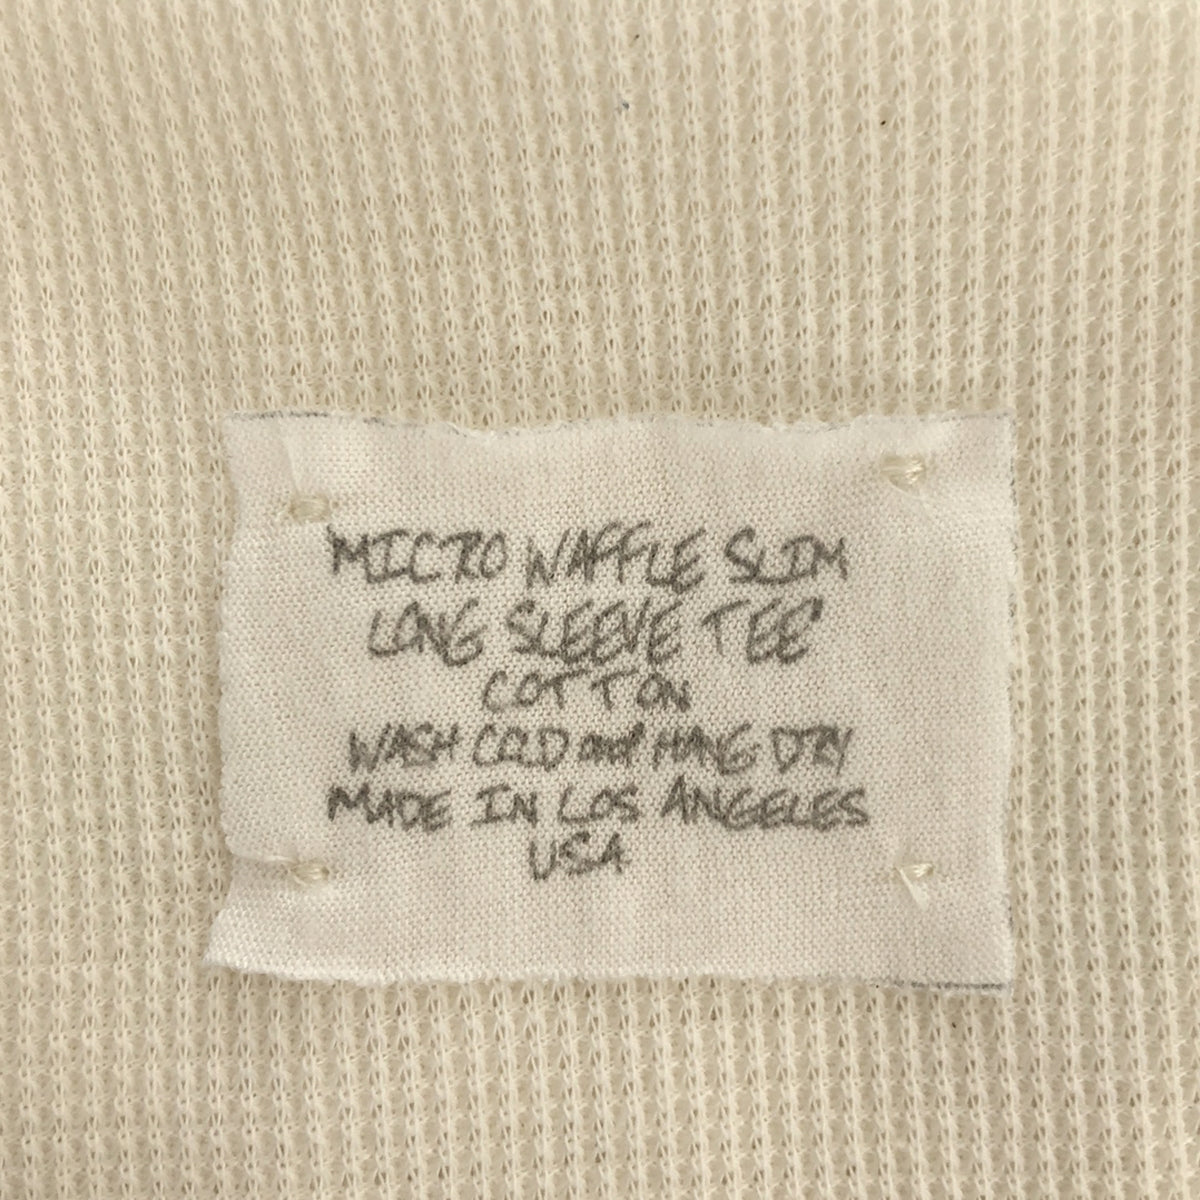 MICRO WAFFLE SLIM
LONG SLEEVE TEE
COTTON
WASH COLD and HANG DRY
MADE IN LOS ANGELES
USA